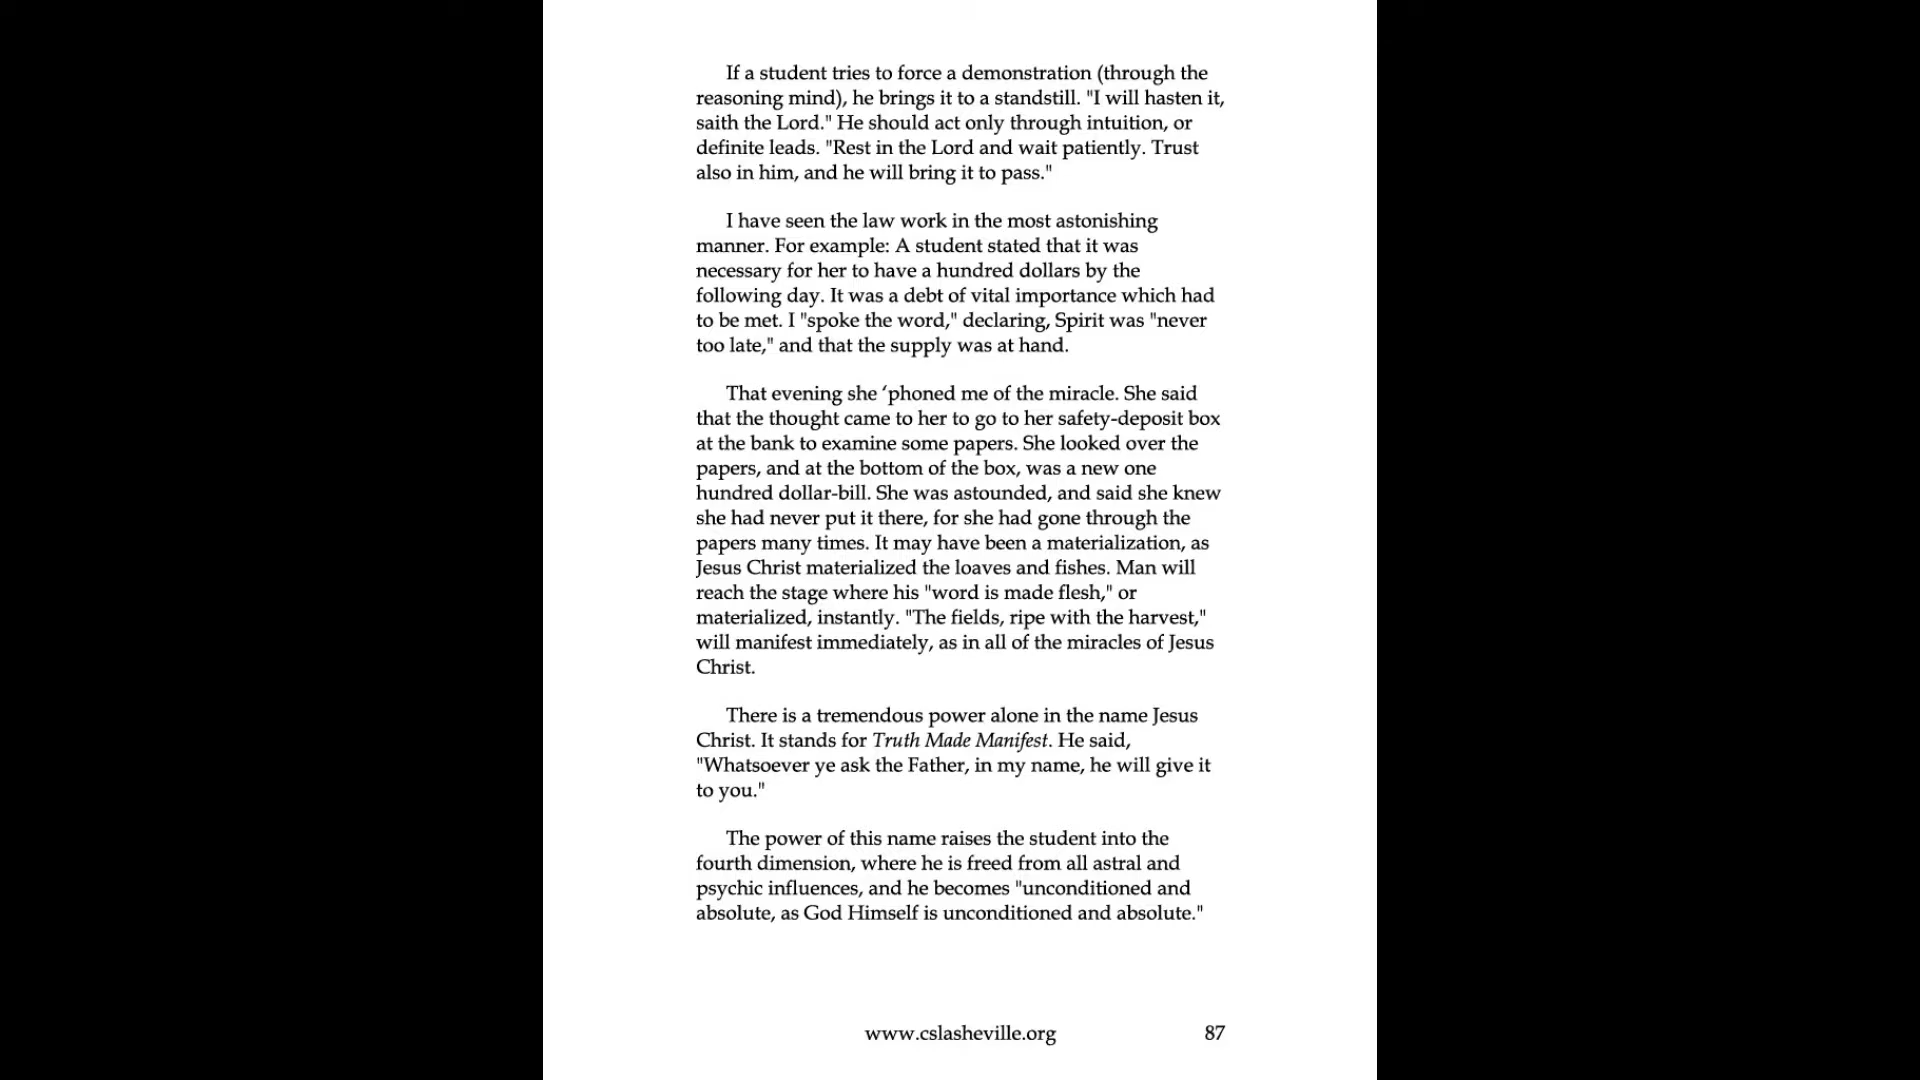 If a student tries to force a demonstration (through the
reasoning mind), he brings it to a standstill. "I will hasten it,
saith the Lord." He should act only through intuition, or
definite leads. "Rest in the Lord and wait patiently. Trust
also in him, and he will bring it to pass."
I have seen the law work in the most astonishing
manner. For example: A student stated that it was
necessary for her to have a hundred dollars by the
following day. It was a debt of vital importance which had
to be met. I "spoke the word," declaring, Spirit was "never
too late," and that the supply was at hand.
That evening she ‘phoned me of the miracle. She said
that the thought came to her to go to her safety-deposit box
at the bank to examine some papers. She looked over the
papers, and at the bottom of the box, was a new one
hundred dollar-bill. She was astounded, and said she knew
she had never put it there, for she had gone through the
papers many times. It may have been a materialization, as
Jesus Christ materialized the loaves and fishes. Man will
reach the stage where his "word is made flesh," or
materialized, instantly. "The fields, ripe with the harvest,"
will manifest immediately, as in all of the miracles of Jesus
Christ.
There is a tremendous power alone in the name Jesus
Christ. It stands for Truth Made Manifest. He said,
"Whatsoever ye ask the Father, in my name, he will give it
to you."
The power of this name raises the student into the
fourth dimension, where he is freed from all astral and
psychic influences, and he becomes "unconditioned and
absolute, as God Himself is unconditioned and absolute."
www.cslasheville.org 87